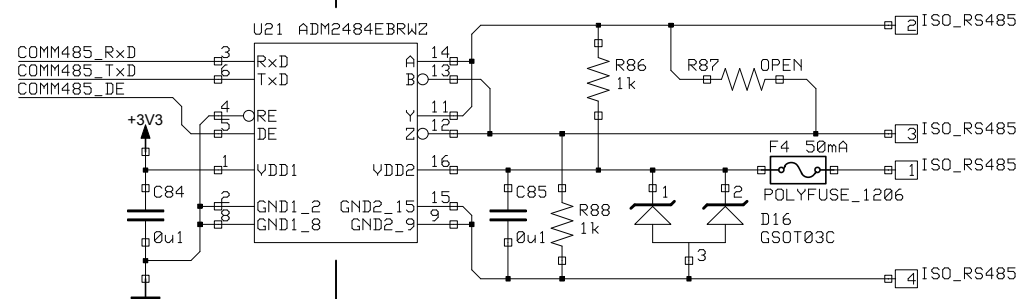 U21 ADM2484EBRWZ
ISO_RS485
2
COMM485_RxD
3
RxD
A
14
COMM485_TxD
6
TxD
B
13
R86
1k
R87
OPEN
COMM485_DE
4
RE
Y
11
+3V3
5
DE
Z
12
3
ISO_RS485
F4 50mA
1
VDD1
VDD2
16
1
ISO_RS485
POLYFUSE_1206
C84
0u1
2
GND1_2
GND2_15
15
8
GND1_8
GND2_9
9
C85
0u1
R88
1k
1
2
D16
GSOT03C
3
4
ISO_RS485